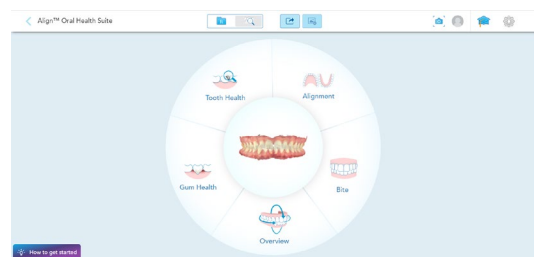 Align™ Oral Health Suite
Tooth Health
Alignment
Gum Health
Bite
Overview
How to get started